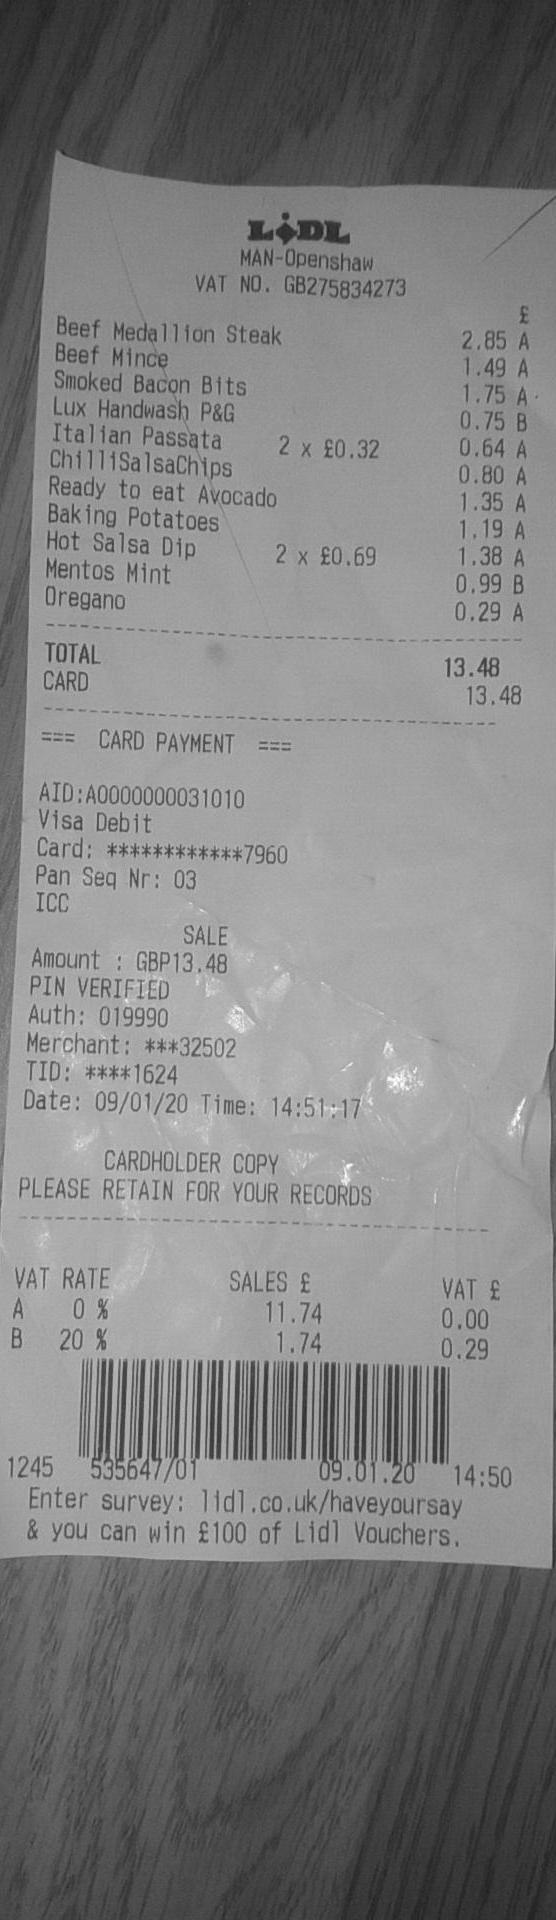 LiDL
MAN-Openshaw
VAT NO. GB275834273
£
Beef Medallion Steak 2.85 A
Beef Mince 1.49 A
Smoked Bacon Bits 1.75 A
Lux Handwash P&G 0.75 B
Italian Passata 2 x £0.32 0.64 A
ChilliSalsaChips 0.80 A
Ready to eat Avocado 1.35 A
Baking Potatoes 1.19 A
Hot Salsa Dip 2 x £0.69 1.38 A
Mentos Mint 0.99 B
Oregano 0.29 A
--------------------------------
TOTAL 13.48
CARD 13.48
--------------------------------
=== CARD PAYMENT ===
AID:A0000000031010
Visa Debit
Card: ************7960
Pan Seq Nr: 03
ICC
SALE
Amount : GBP13.48
PIN VERIFIED
Auth: 019990
Merchant: ***32502
TID: ****1624
Date: 09/01/20 Time: 14:51:17
CARDHOLDER COPY
PLEASE RETAIN FOR YOUR RECORDS
--------------------------------
VAT RATE SALES £ VAT £
A 0 % 11.74 0.00
B 20 % 1.74 0.29
1245 535647/01 09.01.20 14:50
Enter survey: lidl.co.uk/haveyoursay
& you can win £100 of Lidl Vouchers.